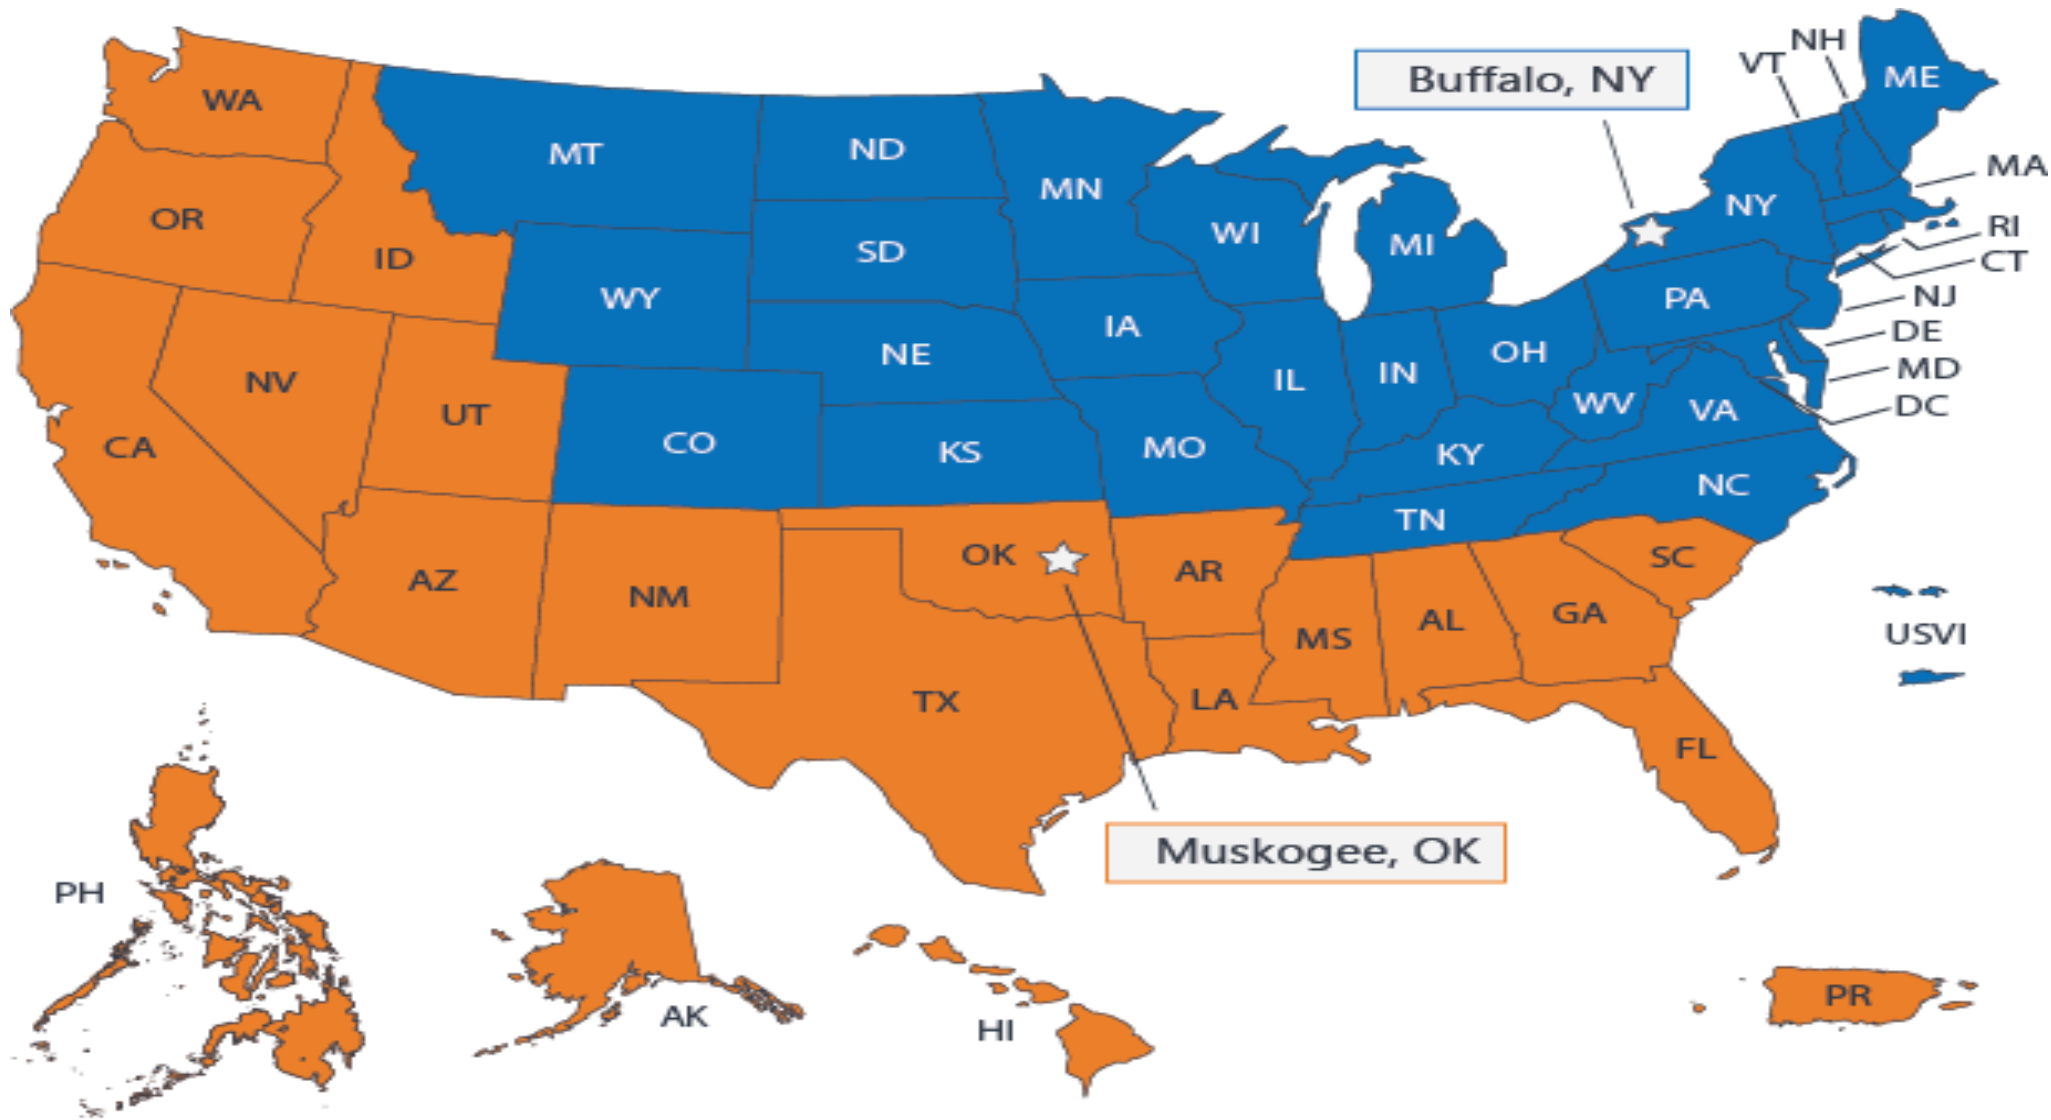 NH
VT
ME
Buffalo, NY
WA
MT
ND
MN
MA
OR
NY
RI
WI
MI
SD
ID
CT
WY
PA
NJ
IA
DE
NE
OH
NV
IL
IN
MD
WV
VA
DC
UT
CO
KS
MO
KY
CA
NC
TN
OK
SC
AR
AZ
NM
GA
AL
MS
USVI
TX
LA
FL
Muskogee, OK
PH
PR
AK
HI